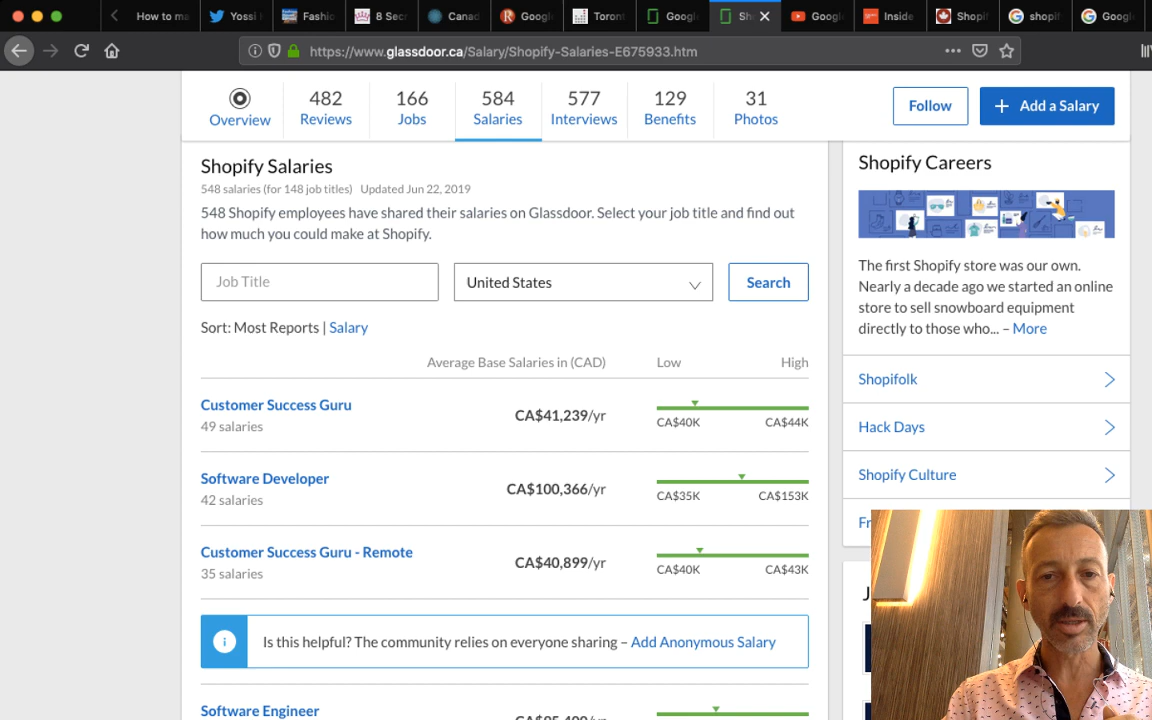 How to ma
Yossi
Fashio
8 Secr
Canad
Googl
Toront
Googl
Sho
Googl
Inside
Shopif
shopif
Googl
https://www.glassdoor.ca/Salary/Shopify-Salaries-E675933.htm
Overview
482
Reviews
166
Jobs
584
Salaries
577
Interviews
129
Benefits
31
Photos
Follow
+ Add a Salary
Shopify Salaries
548 salaries (for 148 job titles) Updated Jun 22, 2019
548 Shopify employees have shared their salaries on Glassdoor. Select your job title and find out
how much you could make at Shopify.
Job Title
United States
Search
Sort: Most Reports | Salary
Average Base Salaries in (CAD)
Low
High
Customer Success Guru
49 salaries
CA$41,239/yr
CA$40K
CA$44K
Software Developer
42 salaries
CA$100,366/yr
CA$35K
CA$153K
Customer Success Guru - Remote
35 salaries
CA$40,899/yr
CA$40K
CA$43K
Is this helpful? The community relies on everyone sharing – Add Anonymous Salary
Software Engineer
Shopify Careers
The first Shopify store was our own.
Nearly a decade ago we started an online
store to sell snowboard equipment
directly to those who... – More
Shopifolk
Hack Days
Shopify Culture